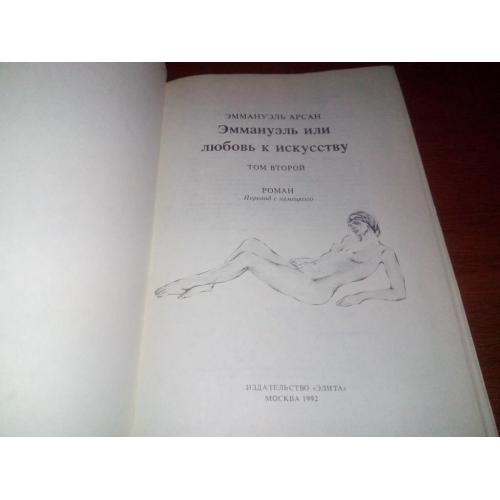 ЭММАНУЭЛЬ АРСАН
Эммануэль или
любовь к искусству
ТОМ ВТОРОЙ
РОМАН
Перевод с немецкого
ИЗДАТЕЛЬСТВО «ЭЛИТА»
МОСКВА 1992